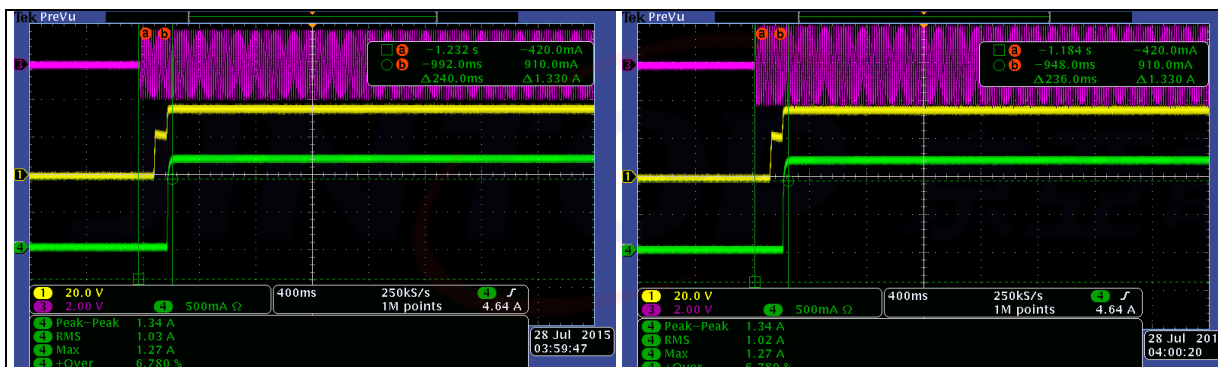 Tek PreVu
a b
a -1.232 s -420.0mA
b -992.0ms 910.0mA
Δ240.0ms Δ1.330 A
3
1
4
1 20.0 V
3 2.00 V 4 500mA Ω
400ms 250kS/s 4
1M points 4.64 A
4 Peak-Peak 1.34 A
4 RMS 1.03 A
4 Max 1.27 A
4 +Over 6.780 %
28 Jul 2015
03:59:47
Tek PreVu
a b
a -1.184 s -420.0mA
b -948.0ms 910.0mA
Δ236.0ms Δ1.330 A
3
1
4
1 20.0 V
3 2.00 V 4 500mA Ω
400ms 250kS/s 4
1M points 4.64 A
4 Peak-Peak 1.34 A
4 RMS 1.02 A
4 Max 1.27 A
28 Jul 201
04:00:20